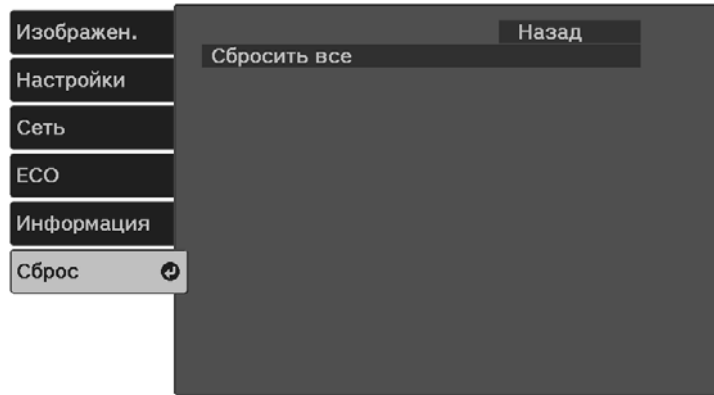 Изображен.
Настройки
Сеть
ECO
Информация
Сброс
Назад
Сбросить все